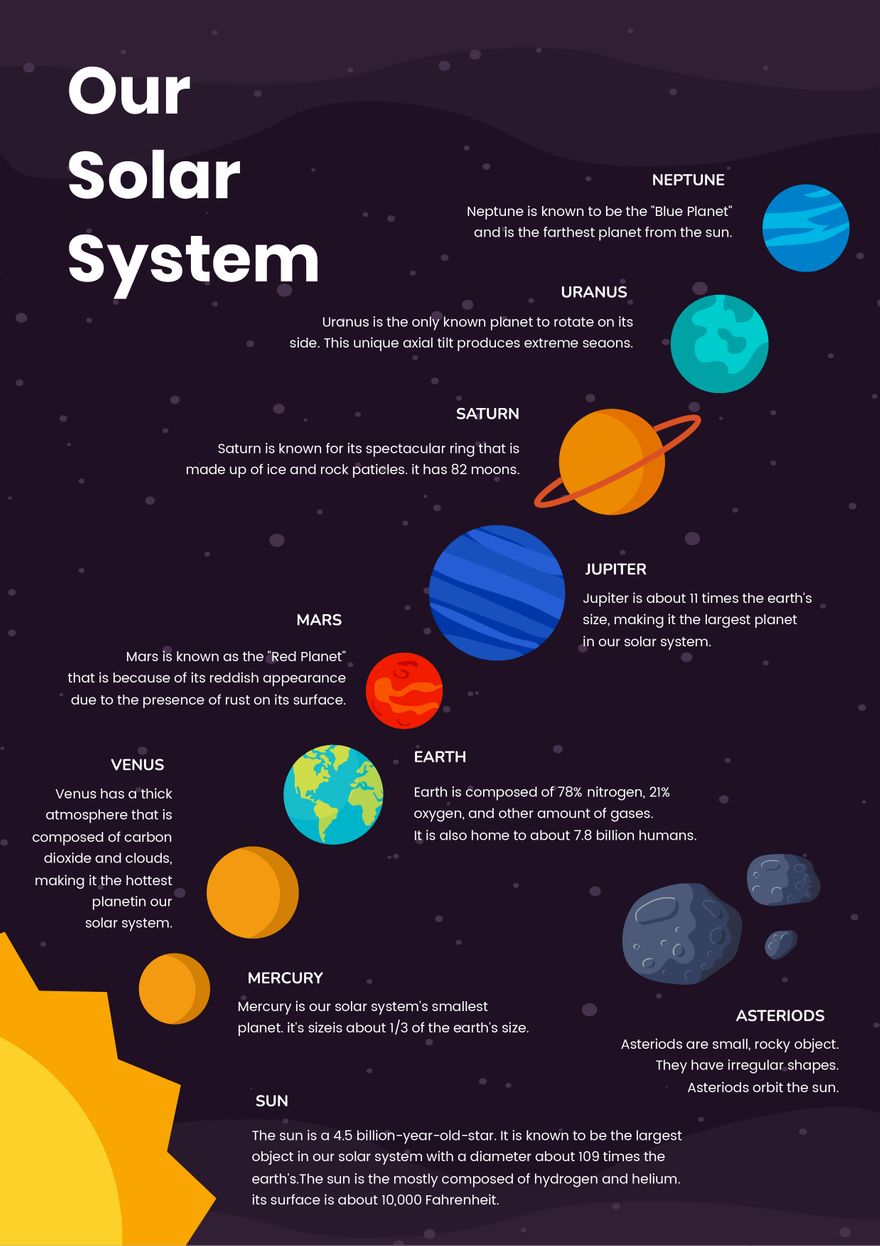 Our
Solar
System
NEPTUNE
Neptune is known to be the "Blue Planet"
and is the farthest planet from the sun.
URANUS
Uranus is the only known planet to rotate on its
side. This unique axial tilt produces extreme seaons.
SATURN
Saturn is known for its spectacular ring that is
made up of ice and rock paticles. it has 82 moons.
JUPITER
Jupiter is about 11 times the earth's
size, making it the largest planet
in our solar system.
MARS
Mars is known as the "Red Planet"
that is because of its reddish appearance
due to the presence of rust on its surface.
EARTH
Earth is composed of 78% nitrogen, 21%
oxygen, and other amount of gases.
It is also home to about 7.8 billion humans.
VENUS
Venus has a thick
atmosphere that is
composed of carbon
dioxide and clouds,
making it the hottest
planetin our
solar system.
MERCURY
Mercury is our solar system's smallest
planet. it's sizeis about 1/3 of the earth's size.
ASTERIODS
Asteriods are small, rocky object.
They have irregular shapes.
Asteriods orbit the sun.
SUN
The sun is a 4.5 billion-year-old-star. It is known to be the largest
object in our solar system with a diameter about 109 times the
earth's.The sun is the mostly composed of hydrogen and helium.
its surface is about 10,000 Fahrenheit.